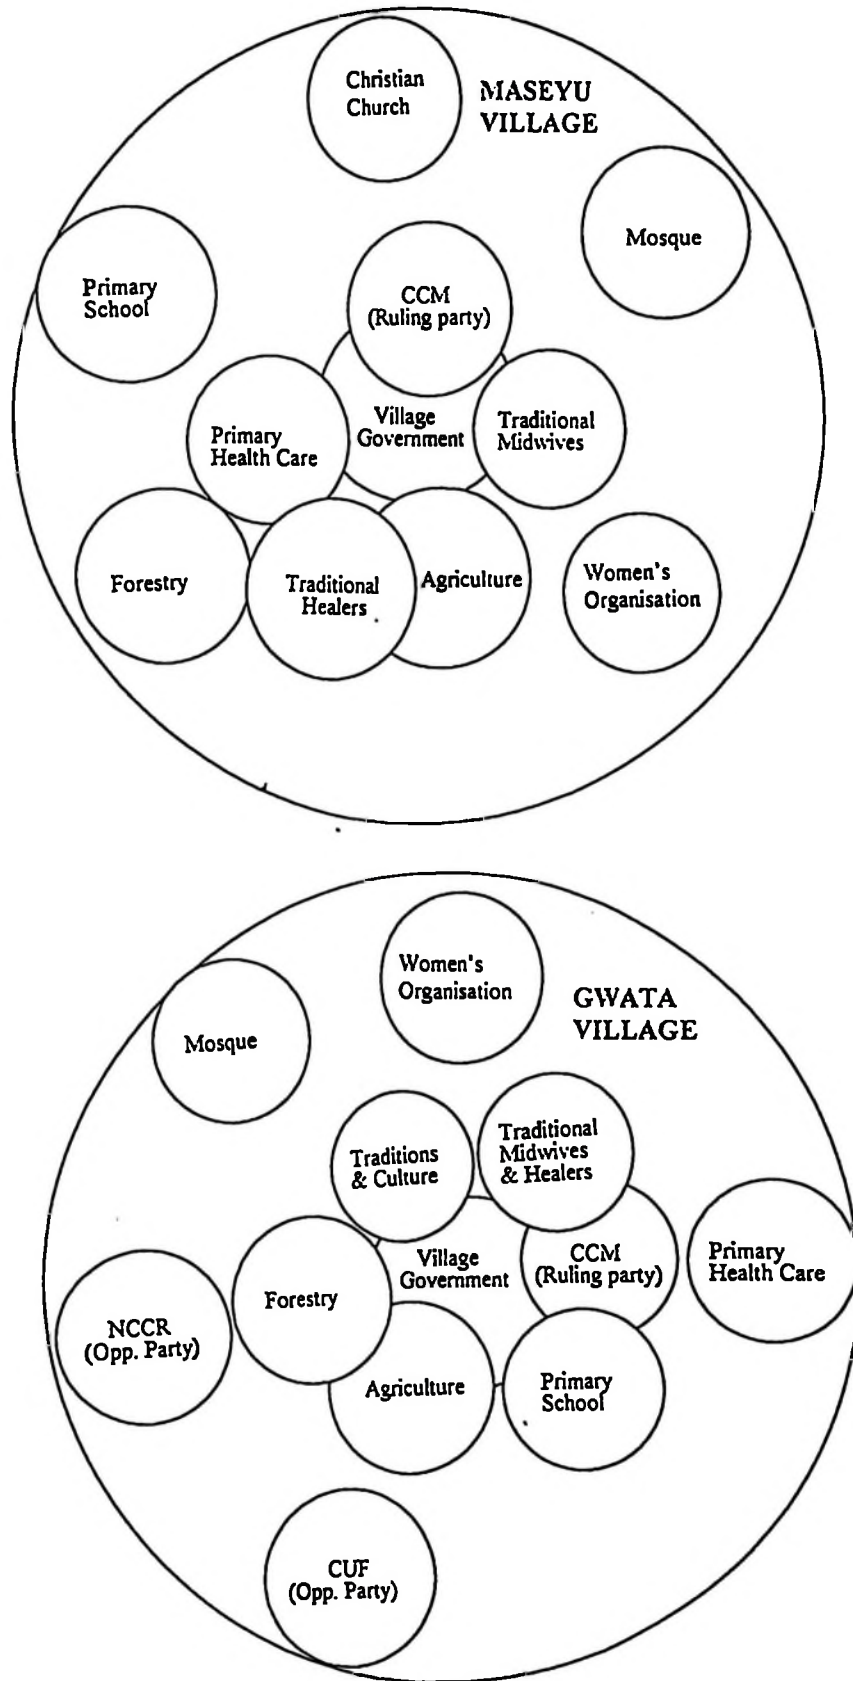 Christian
Church
MASEYU
VILLAGE
Mosque
Primary
School
CCM
(Ruling party)
Village
Government
Traditional
Midwives
Primary
Health Care
Forestry
Traditional
Healers
Agriculture
Women's
Organisation
Women's
Organisation
GWATA
VILLAGE
Mosque
Traditions
& Culture
Traditional
Midwives
& Healers
Village
Government
CCM
(Ruling party)
Primary
Health Care
Forestry
NCCR
(Opp. Party)
Agriculture
Primary
School
CUF
(Opp. Party)